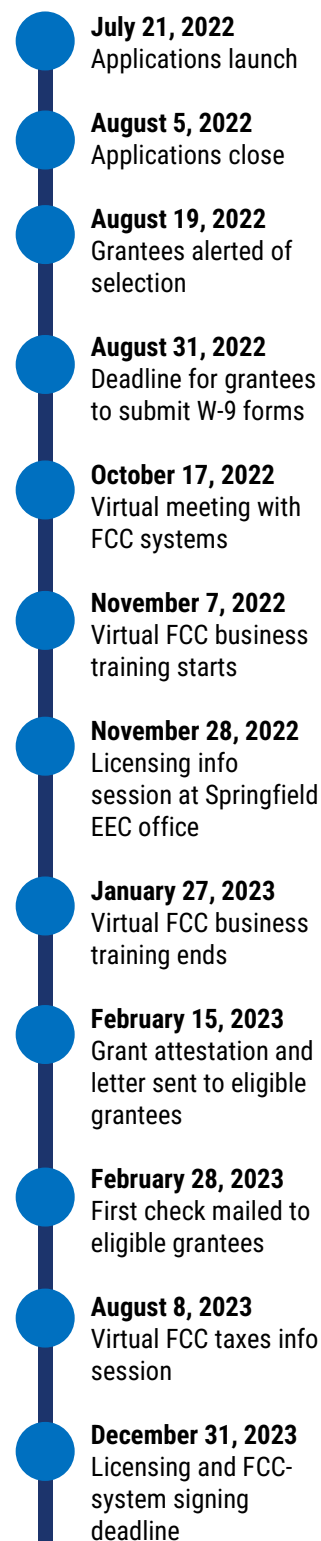 July 21, 2022
Applications launch
August 5, 2022
Applications close
August 19, 2022
Grantees alerted of
selection
August 31, 2022
Deadline for grantees
to submit W-9 forms
October 17, 2022
Virtual meeting with
FCC systems
November 7, 2022
Virtual FCC business
training starts
November 28, 2022
Licensing info
session at Springfield
EEC office
January 27, 2023
Virtual FCC business
training ends
February 15, 2023
Grant attestation and
letter sent to eligible
grantees
February 28, 2023
First check mailed to
eligible grantees
August 8, 2023
Virtual FCC taxes info
session
December 31, 2023
Licensing and FCC-
system signing
deadline